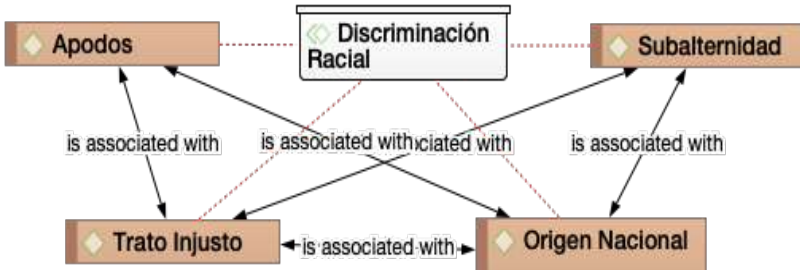 Apodos
Discriminación
Racial
Subalternidad
is associated with
is associated with
ociated with
is associated with
Trato Injusto
is associated with
Origen Nacional